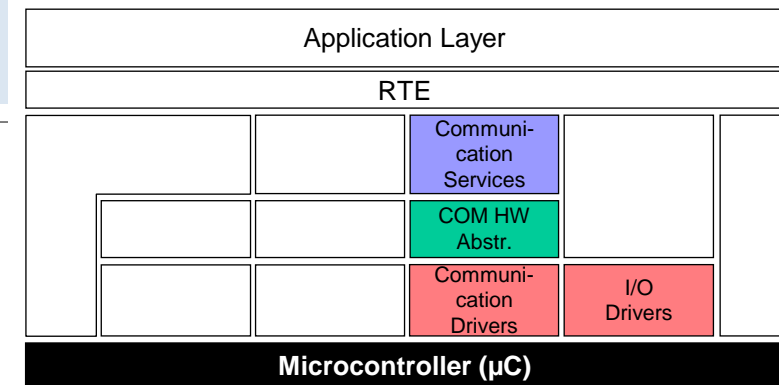 Application Layer
RTE
Communi-
cation
Services
COM HW
Abstr.
Communi-
cation
Drivers
I/O
Drivers
Microcontroller (µC)